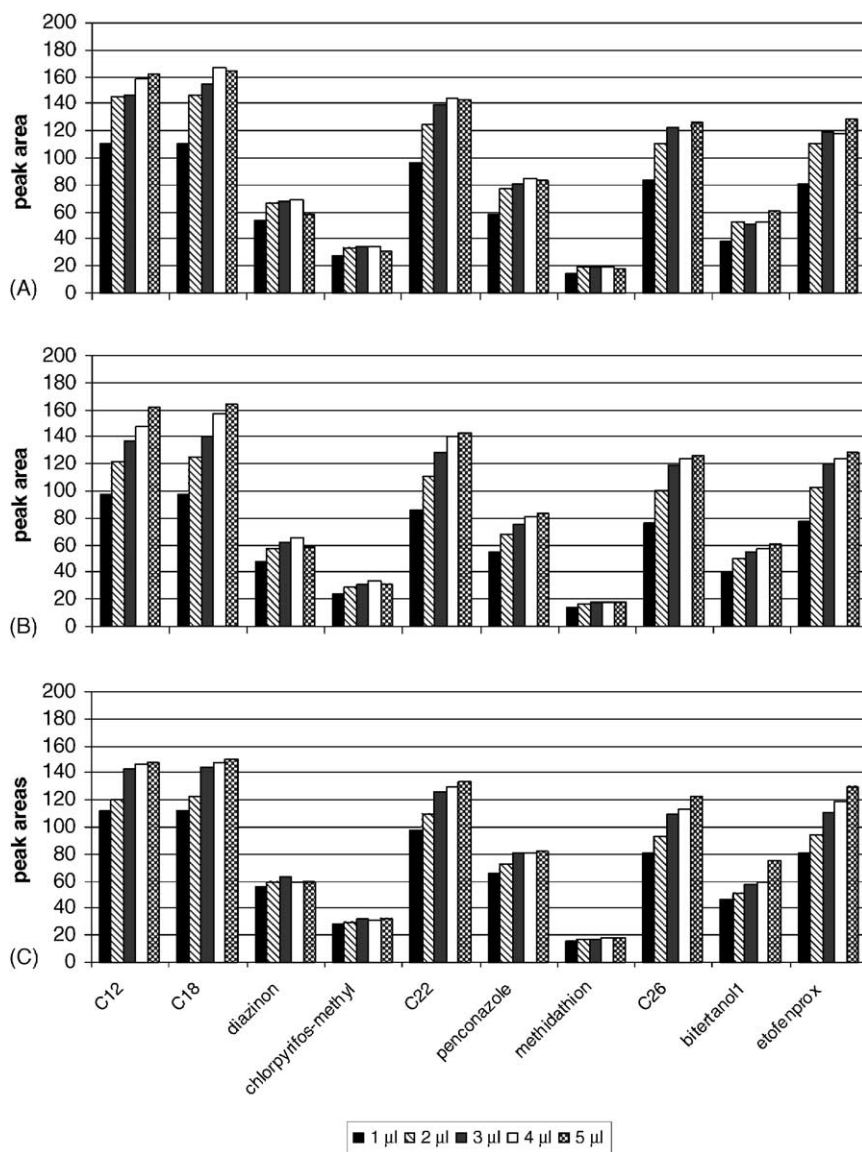 200
180
160
140
120
100
80
60
40
20
0
peak area
(A)
200
180
160
140
120
100
80
60
40
20
0
peak area
(B)
200
180
160
140
120
100
80
60
40
20
0
peak areas
(C)
C12
C18
diazinon
chlorpyrifos-methyl
C22
penconazole
methidathion
C26
bitertanol1
etofenprox
1 µl 2 µl 3 µl 4 µl 5 µl